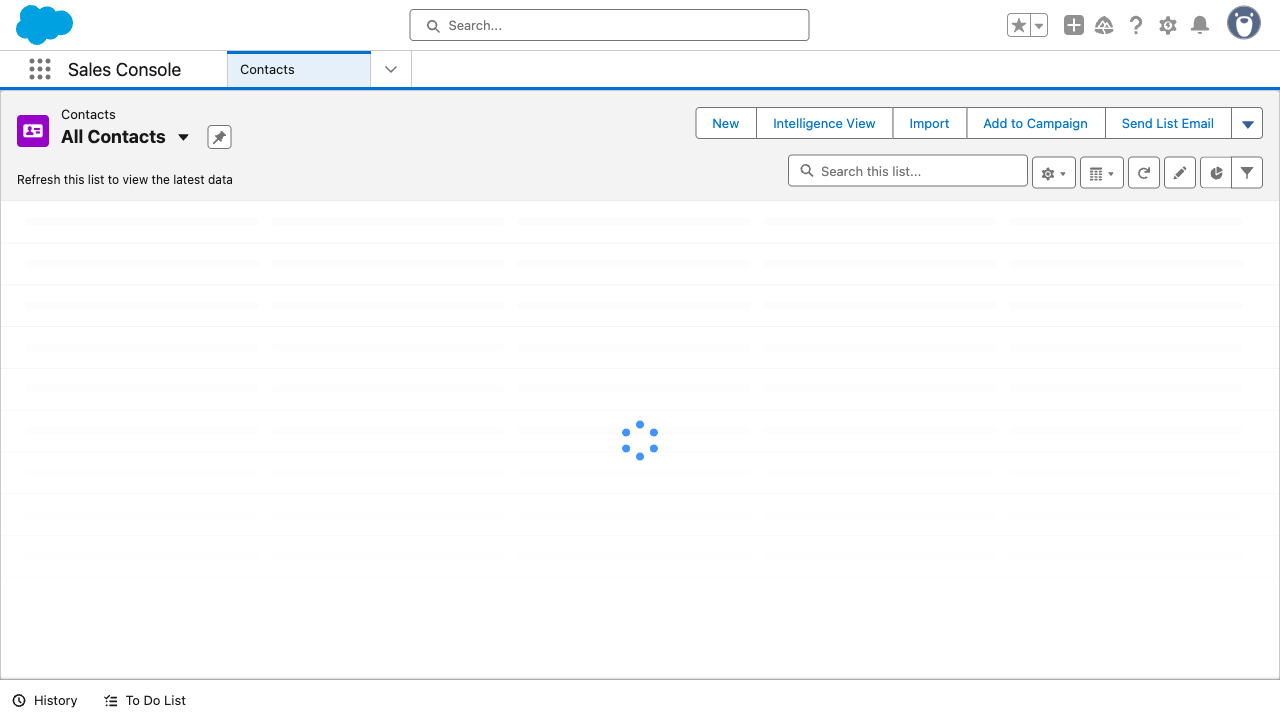 Search...
Sales Console
Contacts
Contacts
All Contacts
New
Intelligence View
Import
Add to Campaign
Send List Email
Refresh this list to view the latest data
Search this list...
History
To Do List